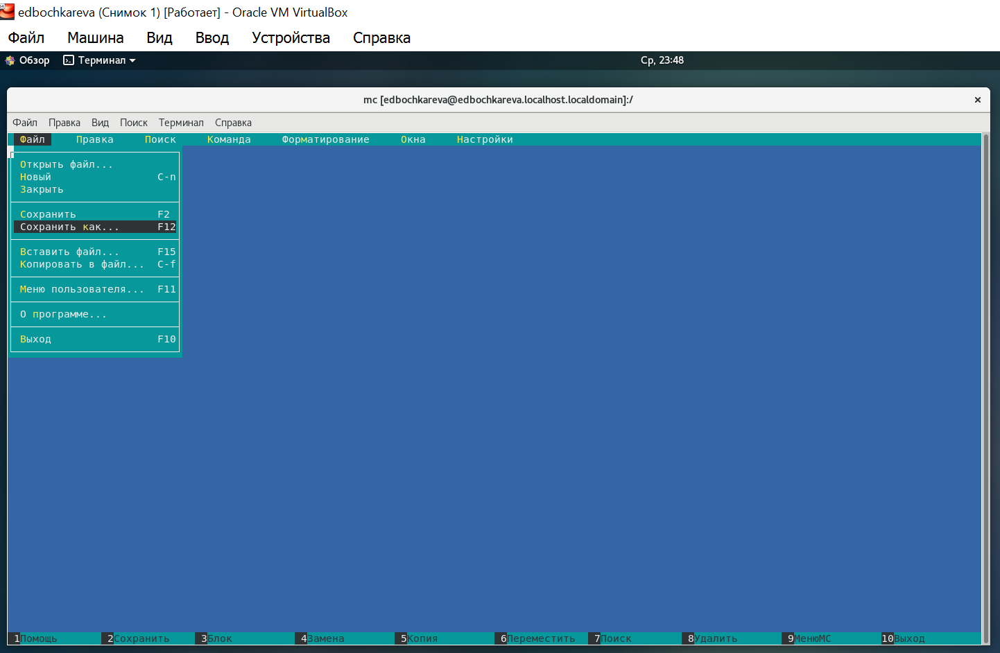 edbochkareva (Снимок 1) [Работает] - Oracle VM VirtualBox
Файл Машина Вид Ввод Устройства Справка
Обзор Терминал Ср, 23:48
mc [edbochkareva@edbochkareva.localhost.localdomain]:/ ×
Файл Правка Вид Поиск Терминал Справка
Файл Правка Поиск Команда Форматирование Окна Настройки
Открыть файл...
Новый C-n
Закрыть
Сохранить F2
Сохранить как... F12
Вставить файл... F15
Копировать в файл... C-f
Меню пользователя... F11
О программе...
Выход F10
1Помощь 2Сохранить 3Блок 4Замена 5Копия 6Переместить 7Поиск 8Удалить 9МенюMC 10Выход